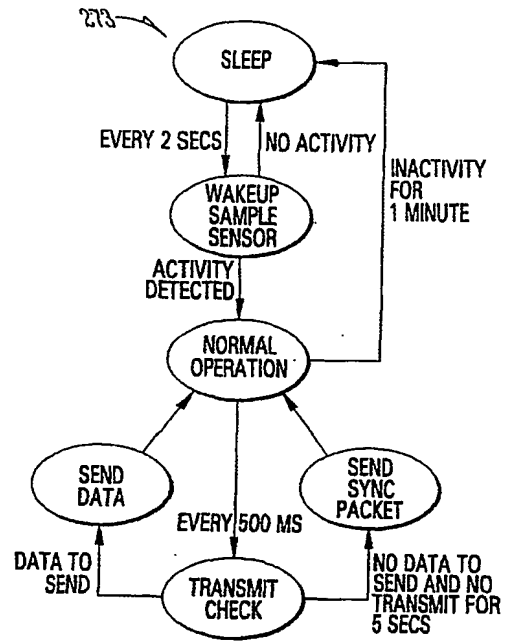 273
SLEEP
EVERY 2 SECS
NO ACTIVITY
INACTIVITY
FOR
1 MINUTE
WAKEUP
SAMPLE
SENSOR
ACTIVITY
DETECTED
NORMAL
OPERATION
SEND
DATA
SEND
SYNC
PACKET
EVERY 500 MS
DATA TO
SEND
TRANSMIT
CHECK
NO DATA TO
SEND AND NO
TRANSMIT FOR
5 SECS